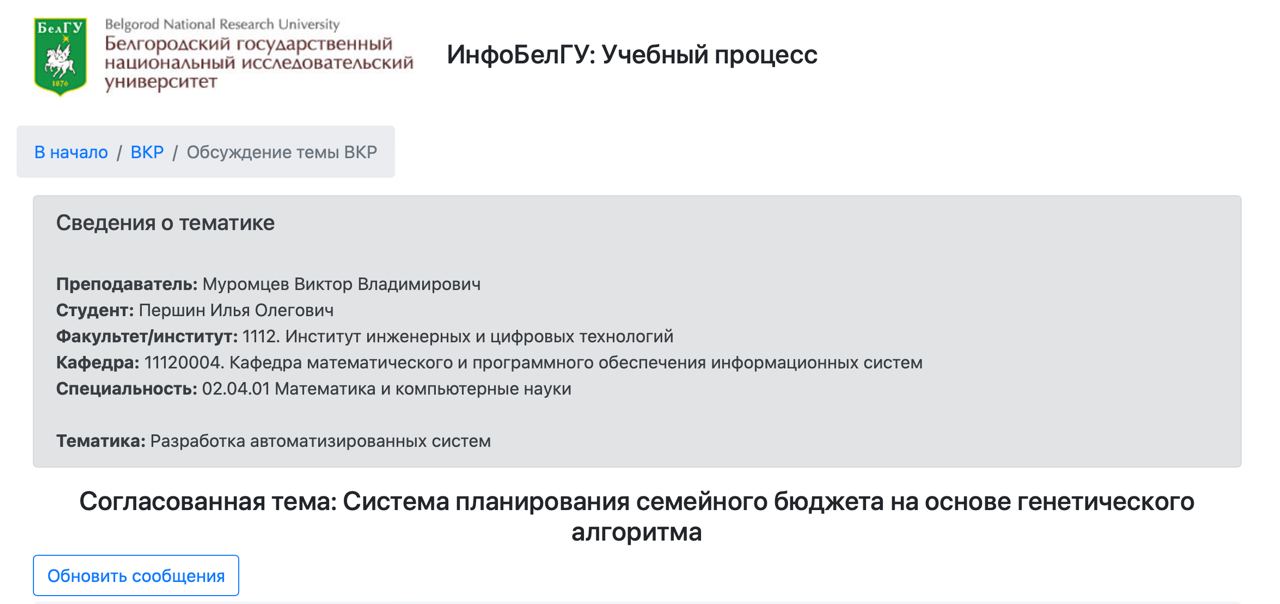 БелГУ
1876
Belgorod National Research University
Белгородский государственный
национальный исследовательский
университет
ИнфоБелГУ: Учебный процесс
В начало / ВКР / Обсуждение темы ВКР
Сведения о тематике
Преподаватель: Муромцев Виктор Владимирович
Студент: Першин Илья Олегович
Факультет/институт: 1112. Институт инженерных и цифровых технологий
Кафедра: 11120004. Кафедра математического и программного обеспечения информационных систем
Специальность: 02.04.01 Математика и компьютерные науки
Тематика: Разработка автоматизированных систем
Согласованная тема: Система планирования семейного бюджета на основе генетического
алгоритма
Обновить сообщения